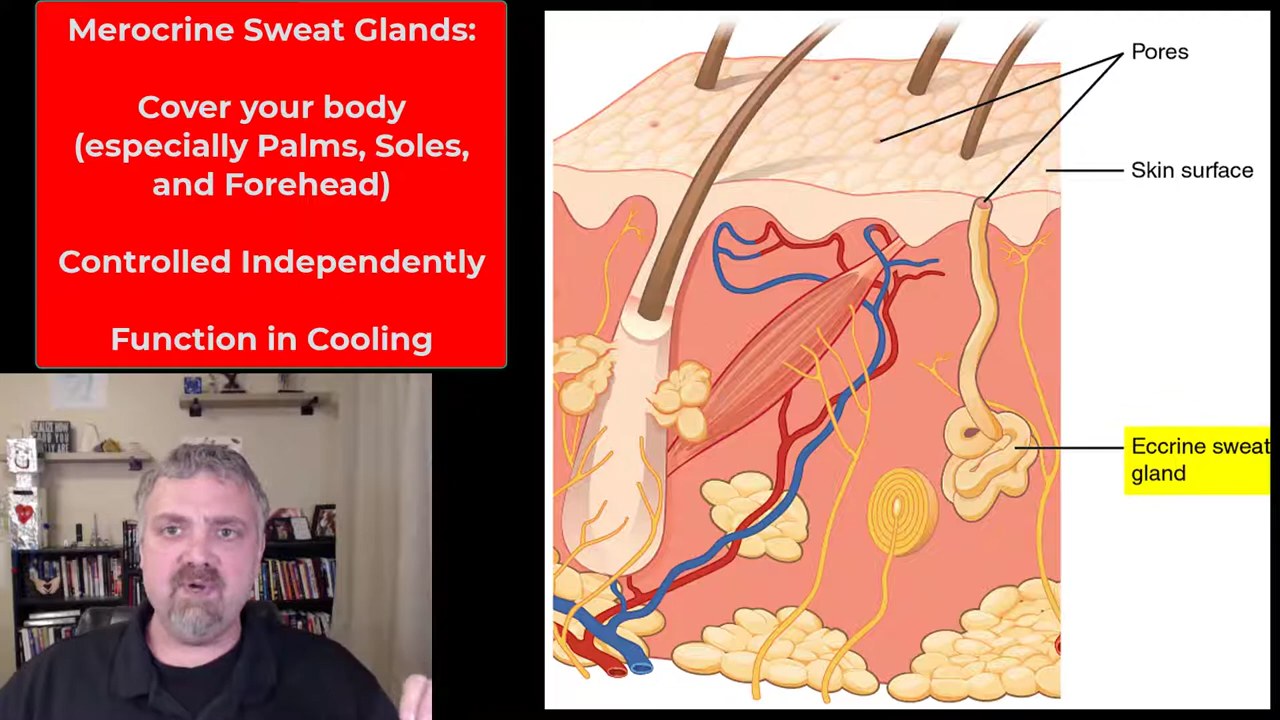 Merocrine Sweat Glands:
Cover your body
(especially Palms, Soles,
and Forehead)
Controlled Independently
Function in Cooling
Pores
Skin surface
Eccrine sweat
gland